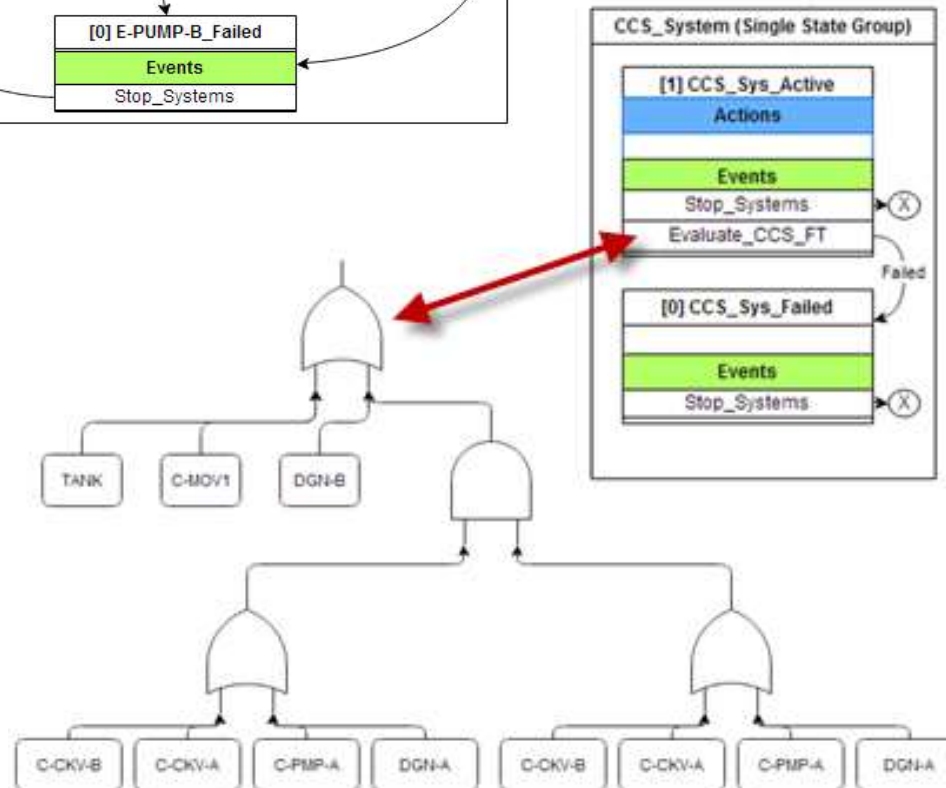 [0] E-PUMP-B_Failed
Events
Stop_Systems
CCS_System (Single State Group)
[1] CCS_Sys_Active
Actions
Events
Stop_Systems
X
Evaluate_CCS_FT
Failed
[0] CCS_Sys_Failed
Events
Stop_Systems
X
TANK
C-MOV1
DGN-B
C-CKV-B
C-CKV-A
C-PMP-A
DGN-A
C-CKV-B
C-CKV-A
C-PMP-A
DGN-A